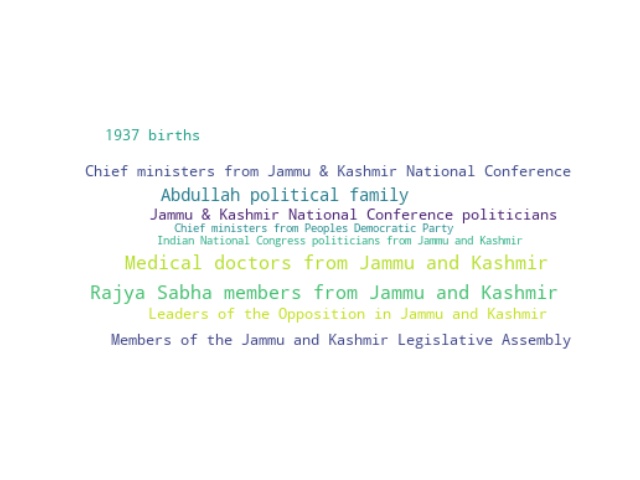 1937 births
Chief ministers from Jammu & Kashmir National Conference
Abdullah political family
Jammu & Kashmir National Conference politicians
Chief ministers from Peoples Democratic Party
Indian National Congress politicians from Jammu and Kashmir
Medical doctors from Jammu and Kashmir
Rajya Sabha members from Jammu and Kashmir
Leaders of the Opposition in Jammu and Kashmir
Members of the Jammu and Kashmir Legislative Assembly